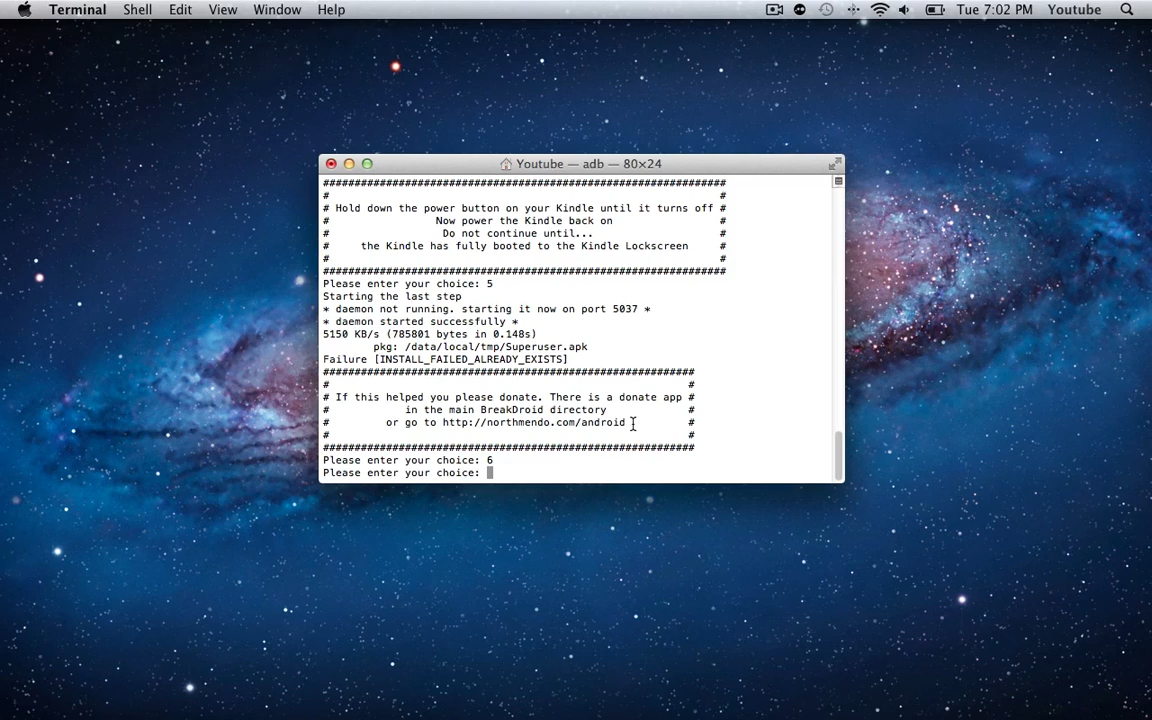 Terminal Shell Edit View Window Help Tue 7:02 PM Youtube
Youtube — adb — 80×24
################################################################
# #
# Hold down the power button on your Kindle until it turns off #
# Now power the Kindle back on #
# Do not continue until... #
# the Kindle has fully booted to the Kindle Lockscreen #
# #
################################################################
Please enter your choice: 5
Starting the last step
* daemon not running. starting it now on port 5037 *
* daemon started successfully *
5150 KB/s (785801 bytes in 0.148s)
pkg: /data/local/tmp/Superuser.apk
Failure [INSTALL_FAILED_ALREADY_EXISTS]
###########################################################
# #
# If this helped you please donate. There is a donate app #
# in the main BreakDroid directory #
# or go to http://northmendo.com/android #
# #
###########################################################
Please enter your choice: 6
Please enter your choice: